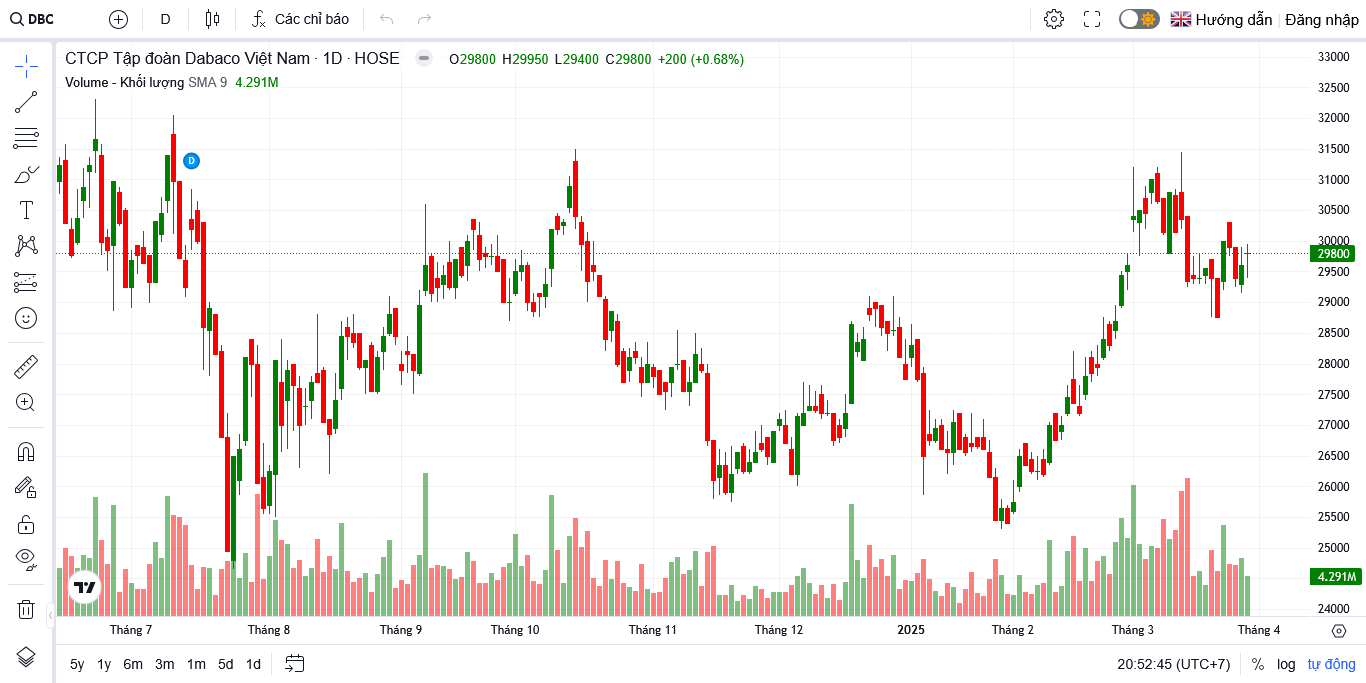 DBC D Các chỉ báo Hướng dẫn Đăng nhập
CTCP Tập đoàn Dabaco Việt Nam · 1D · HOSE O29800 H29950 L29400 C29800 +200 (+0.68%)
Volume - Khối lượng SMA 9 4.291M
D
33000
32500
32000
31500
31000
30500
30000
29800
29500
29000
28500
28000
27500
27000
26500
26000
25500
25000
4.291M
24000
Tháng 7 Tháng 8 Tháng 9 Tháng 10 Tháng 11 Tháng 12 2025 Tháng 2 Tháng 3 Tháng 4
5y 1y 6m 3m 1m 5d 1d 20:52:45 (UTC+7) % log tự động